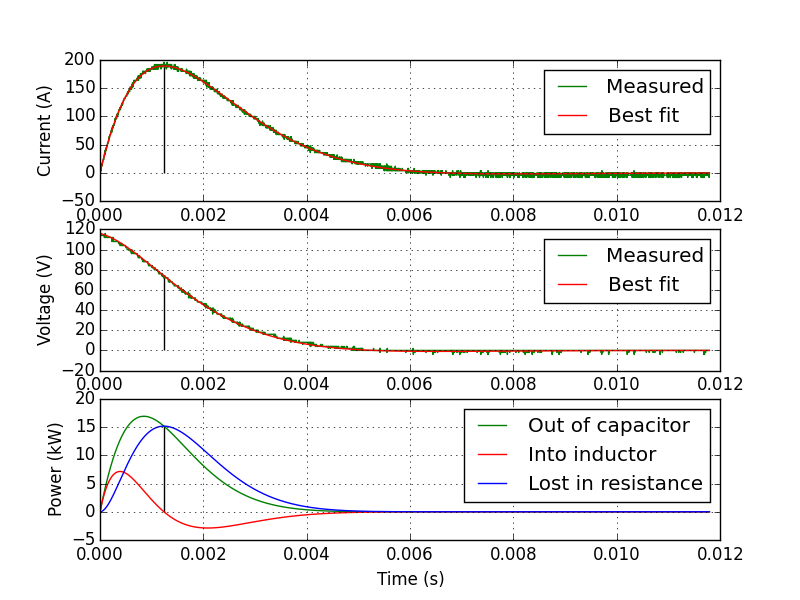 200
150
100
50
0
−50
Current (A)
Measured
Best fit
0.000 0.002 0.004 0.006 0.008 0.010 0.012
120
100
80
60
40
20
0
−20
Voltage (V)
Measured
Best fit
0.000 0.002 0.004 0.006 0.008 0.010 0.012
20
15
10
5
0
−5
Power (kW)
Out of capacitor
Into inductor
Lost in resistance
0.000 0.002 0.004 0.006 0.008 0.010 0.012
Time (s)